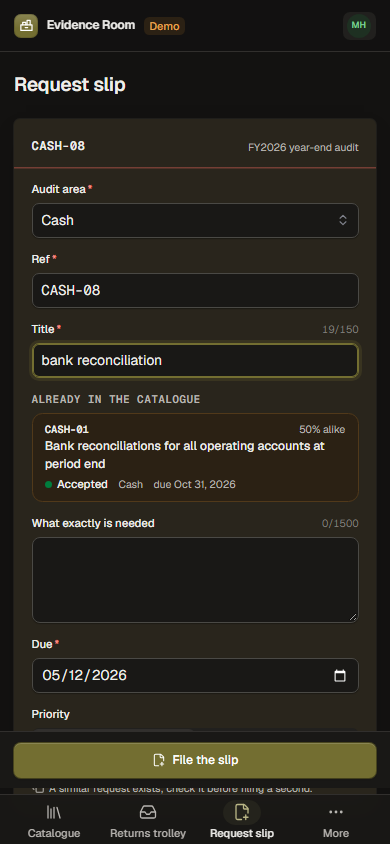 Evidence Room Demo MH
Request slip
CASH-08 FY2026 year-end audit
Audit area *
Cash
Ref *
CASH-08
Title * 19/150
bank reconciliation
ALREADY IN THE CATALOGUE
CASH-01 50% alike
Bank reconciliations for all operating accounts at
period end
Accepted Cash due Oct 31, 2026
What exactly is needed 0/1500
Due *
05/12/2026
Priority
File the slip
A similar request exists, check it before filing a second.
Catalogue Returns trolley Request slip More